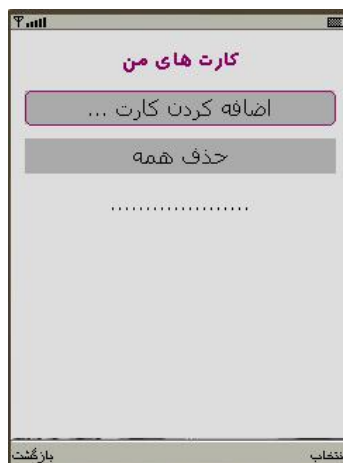 کارت های من
اضافه کردن کارت ...
حذف همه
....................
انتخاب
بازگشت